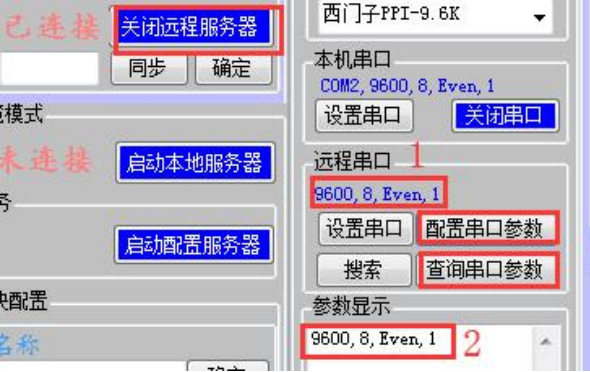 已连接
关闭远程服务器
同步
确定
模式
未连接
启动本地服务器
启动配置服务器
配置
名称
西门子PPI-9.6K
本机串口
COM2, 9600, 8, Even, 1
设置串口
关闭串口
远程串口
1
9600, 8, Even, 1
设置串口
配置串口参数
搜索
查询串口参数
参数显示
9600, 8, Even, 1
2